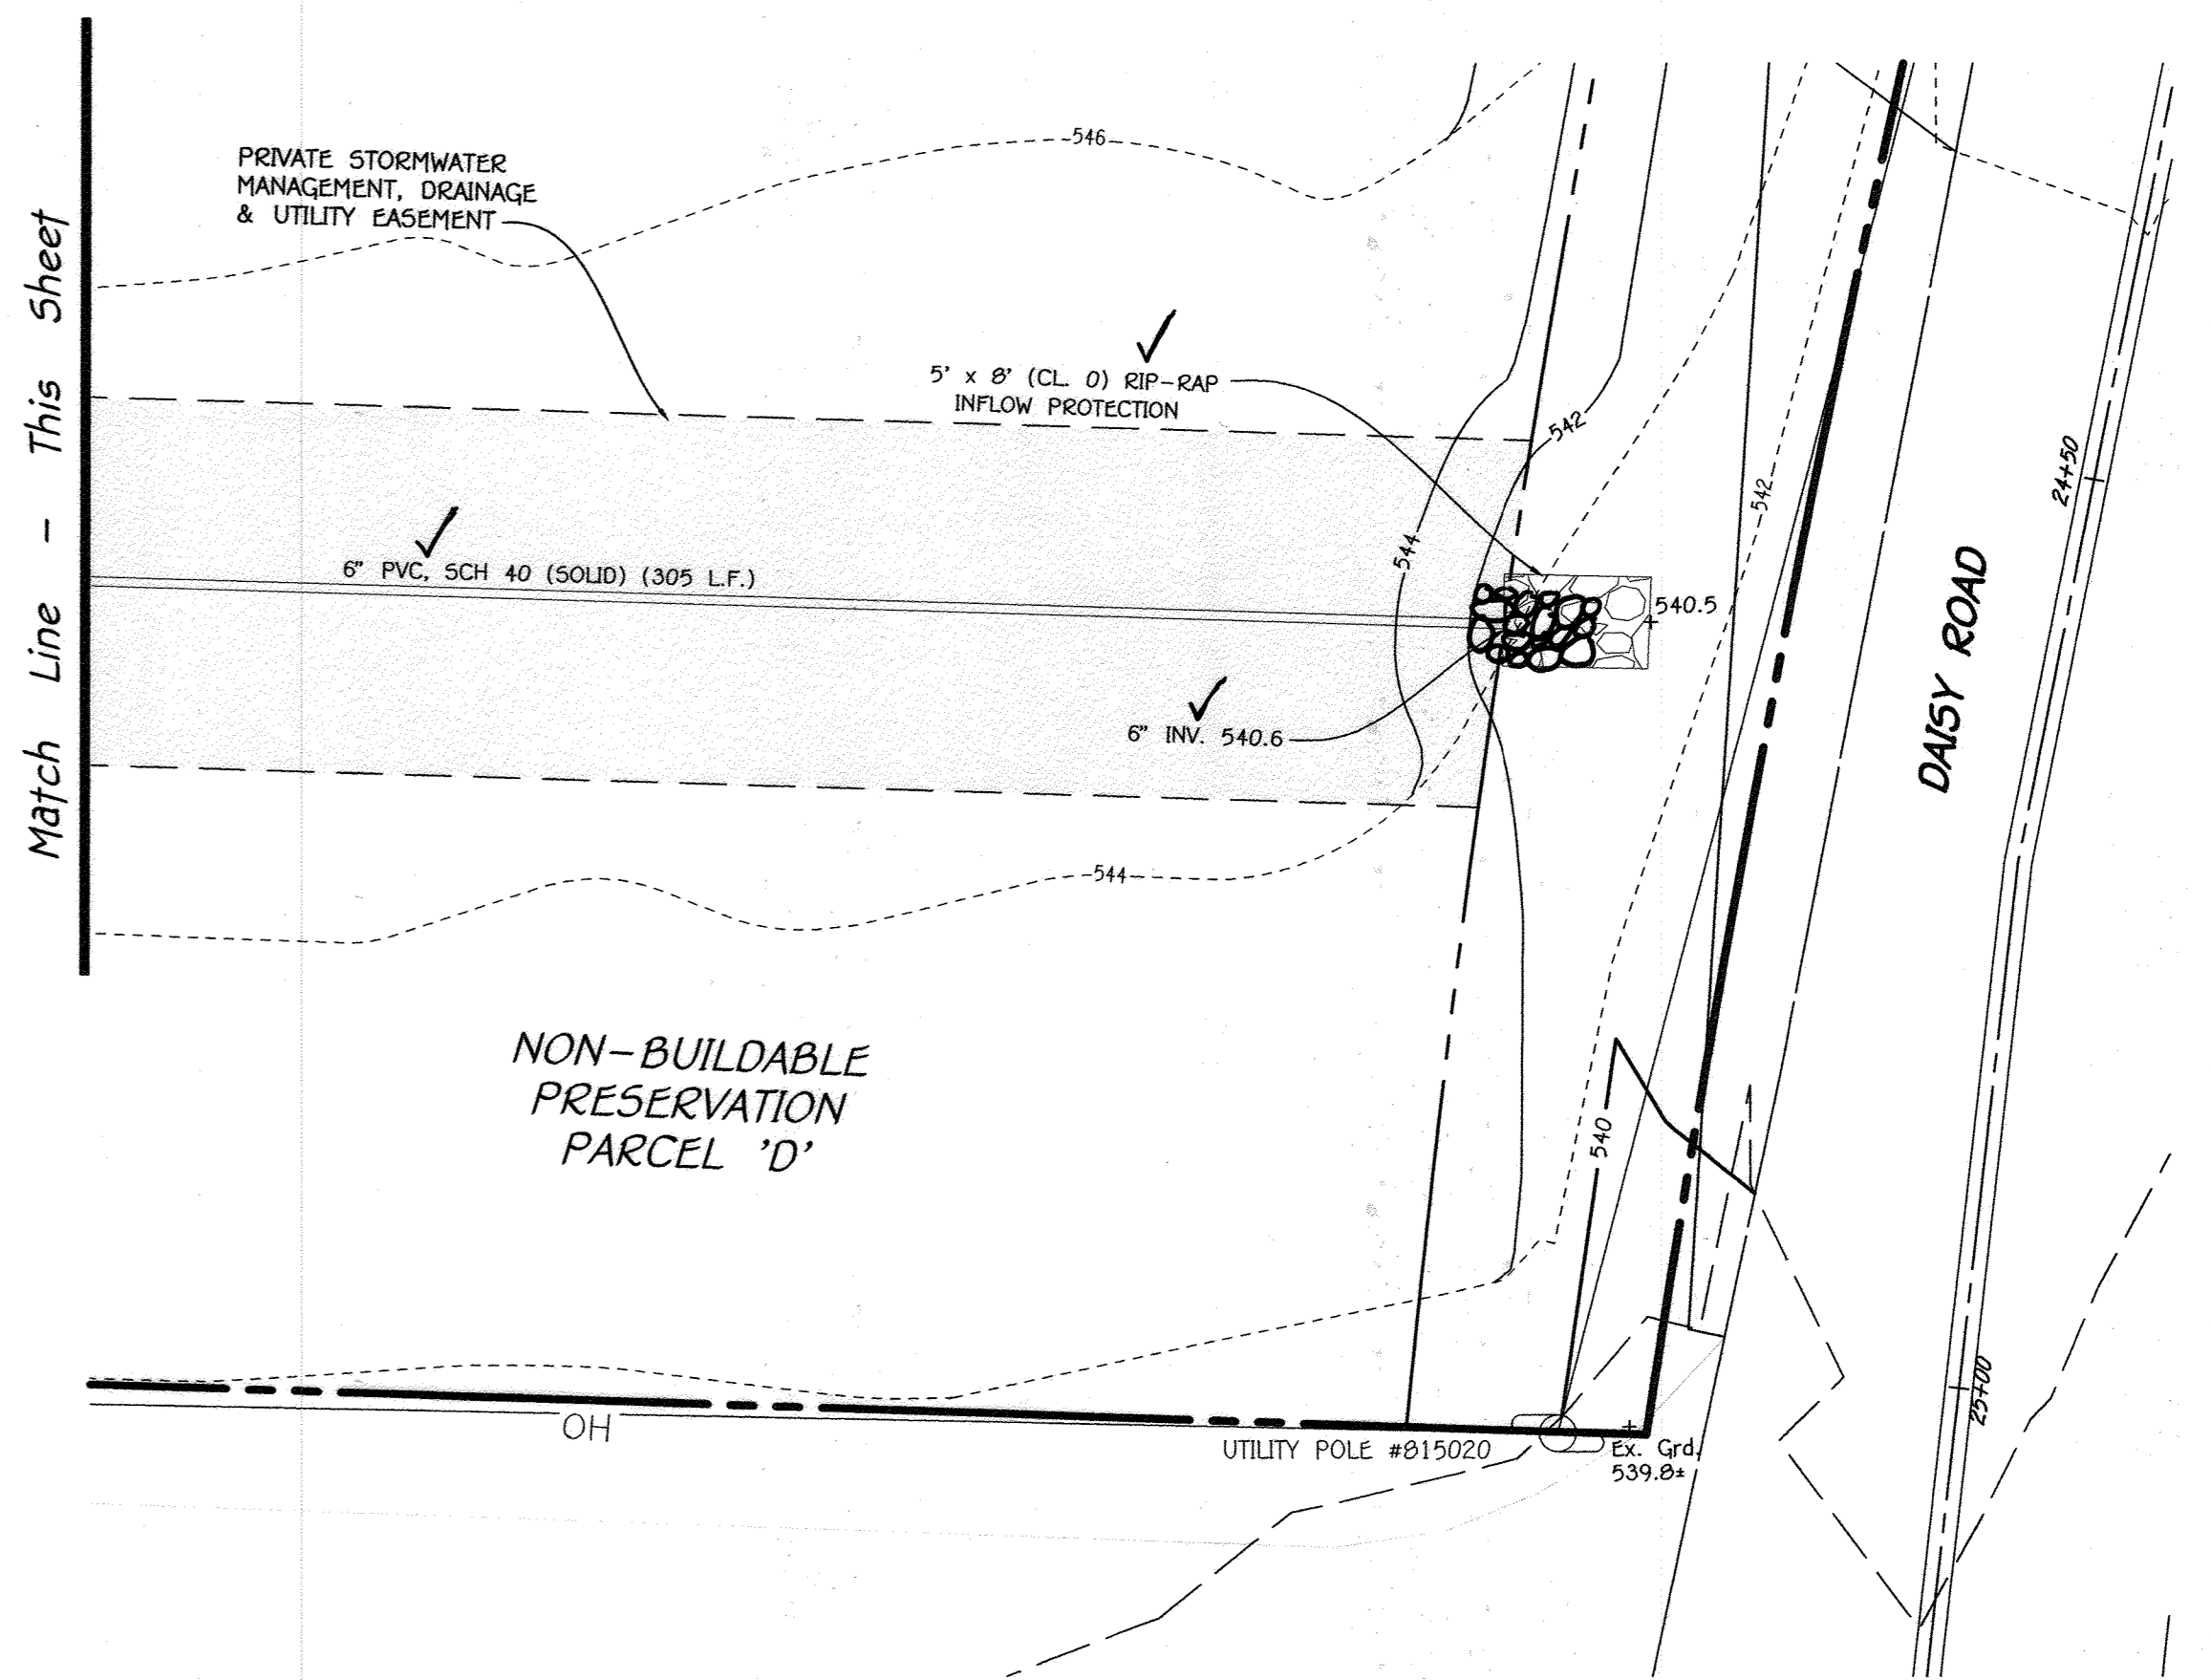 546
PRIVATE STORMWATER
MANAGEMENT, DRAINAGE
& UTILITY EASEMENT
Match Line - This Sheet
5' x 8' (CL. 0) RIP-RAP
INFLOW PROTECTION
542
544
542
24+50
6" PVC, SCH 40 (SOLID) (305 L.F.)
540.5
DAISY ROAD
6" INV. 540.6
544
NON-BUILDABLE
PRESERVATION
PARCEL 'D'
540
25+00
OH
UTILITY POLE #815020
Ex. Grd.
539.8±